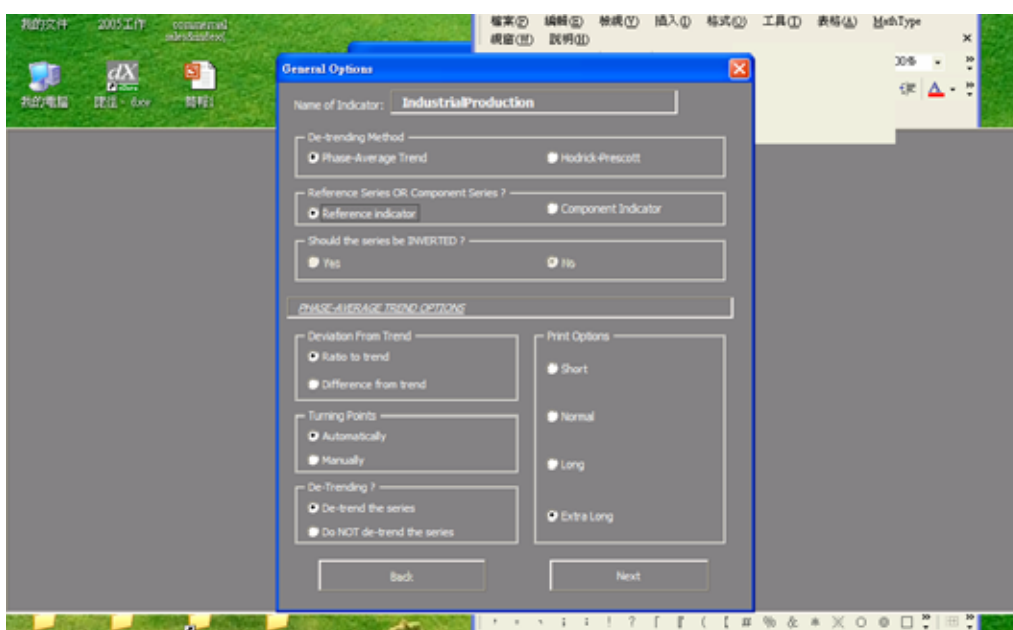 我的文件 2005工作 commercial
檔案(F) 編輯(E) 檢視(V) 插入(I) 格式(O) 工具(T) 表格(A) MathType
視窗(W) 說明(H)
我的電腦 簡報1
General Options
Name of Indicator: IndustrialProduction
De-trending Method
Phase-Average Trend Hodrick-Prescott
Reference Series OR Component Series ?
Reference indicator Component Indicator
Should the series be INVERTED ?
Yes No
PHASE-AVERAGE TREND OPTIONS
Deviation From Trend
Ratio to trend
Difference from trend
Turning Points
Automatically
Manually
De-Trending ?
De-trend the series
Do NOT de-trend the series
Print Options
Short
Normal
Long
Extra Long
Back Next